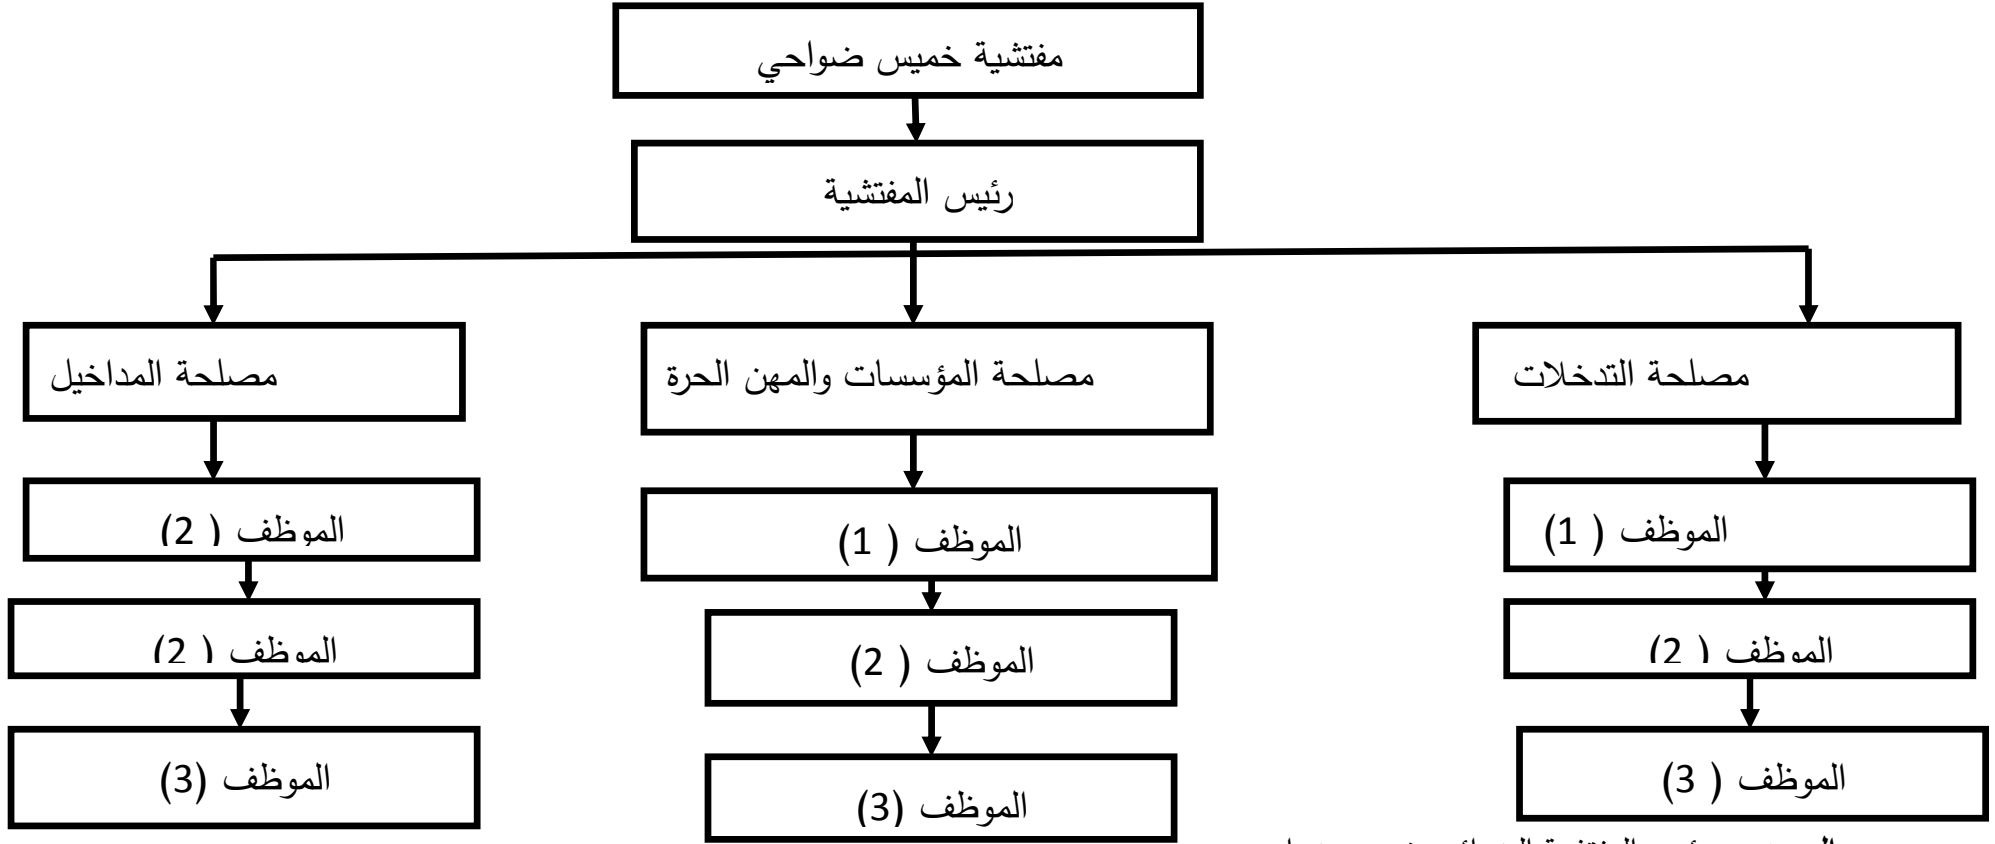 مفتشية خميس ضواحي
رئيس المفتشية
مصلحة التدخلات
مصلحة المؤسسات والمهن الحرة
مصلحة المداخيل
الموظف ( 1)
الموظف ( 1)
الموظف ( 2)
الموظف ( 2)
الموظف ( 2)
الموظف ( 2)
الموظف ( 3)
الموظف (3)
الموظف (3)